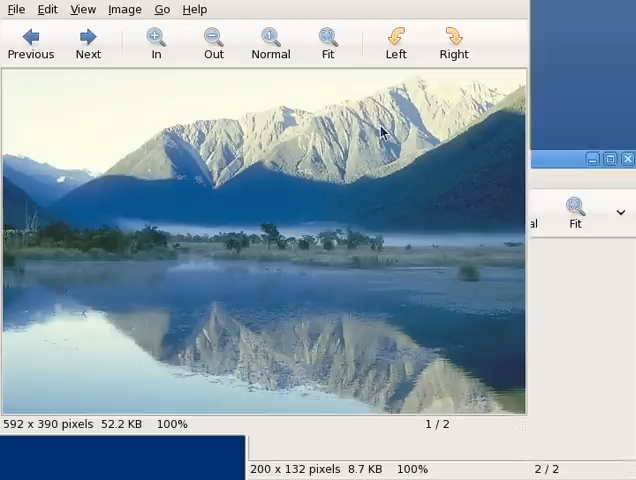 File Edit View Image Go Help
Previous Next In Out Normal Fit Left Right
al Fit
592 x 390 pixels 52.2 KB 100% 1 / 2
200 x 132 pixels 8.7 KB 100% 2 / 2